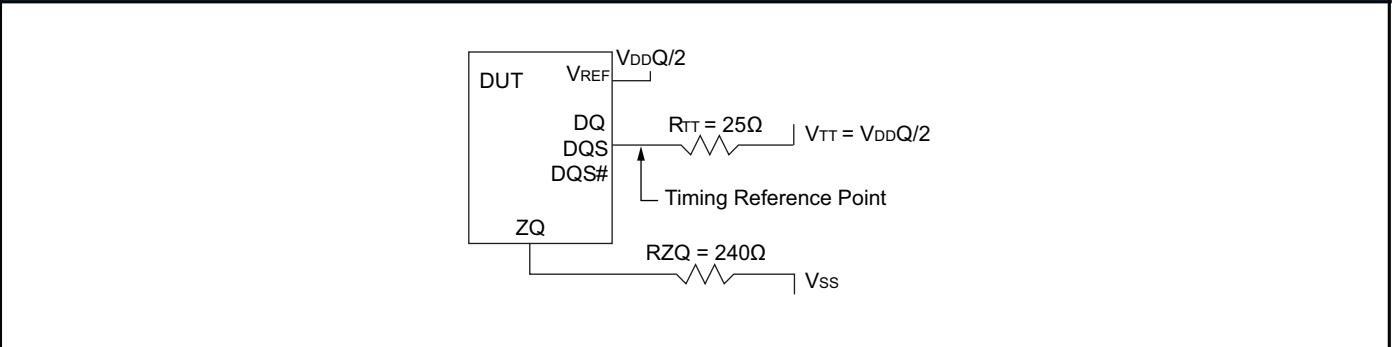 VDDQ/2
DUT
VREF
DQ
RTT = 25Ω
DQS
VTT = VDDQ/2
DQS#
Timing Reference Point
ZQ
RZQ = 240Ω
VSS